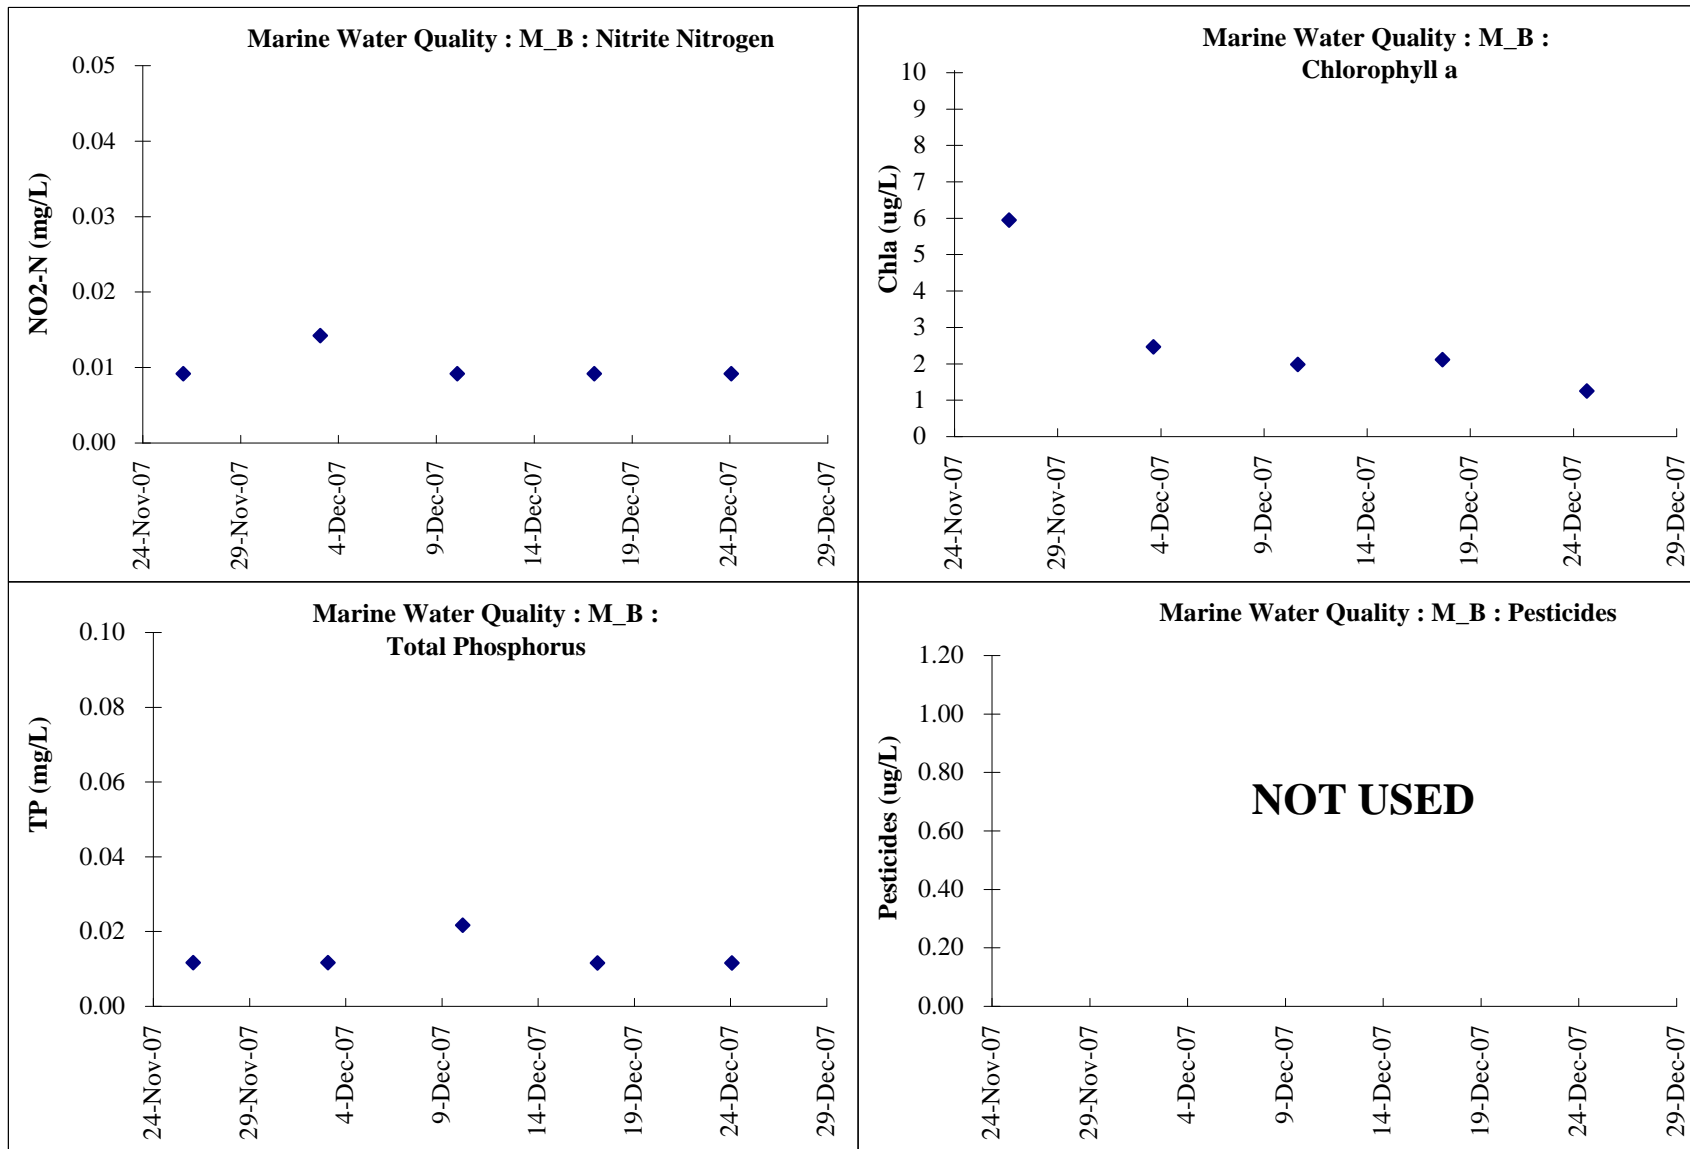 Marine Water Quality : M_B : Nitrite Nitrogen
NO2-N (mg/L)
0.05
0.04
0.03
0.02
0.01
0.00
24-Nov-07
29-Nov-07
4-Dec-07
9-Dec-07
14-Dec-07
19-Dec-07
24-Dec-07
29-Dec-07
Marine Water Quality : M_B :
Chlorophyll a
Chla (ug/L)
10
9
8
7
6
5
4
3
2
1
0
24-Nov-07
29-Nov-07
4-Dec-07
9-Dec-07
14-Dec-07
19-Dec-07
24-Dec-07
29-Dec-07
Marine Water Quality : M_B :
Total Phosphorus
TP (mg/L)
0.10
0.08
0.06
0.04
0.02
0.00
24-Nov-07
29-Nov-07
4-Dec-07
9-Dec-07
14-Dec-07
19-Dec-07
24-Dec-07
29-Dec-07
Marine Water Quality : M_B : Pesticides
Pesticides (ug/L)
1.20
1.00
0.80
0.60
0.40
0.20
0.00
NOT USED
24-Nov-07
29-Nov-07
4-Dec-07
9-Dec-07
14-Dec-07
19-Dec-07
24-Dec-07
29-Dec-07